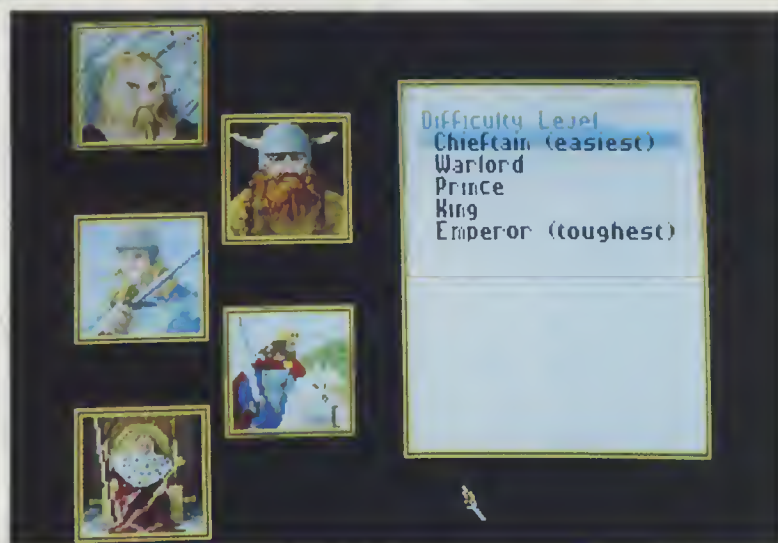 Difficulty Level
Chieftain (easiest)
Warlord
Prince
King
Emperor (toughest)